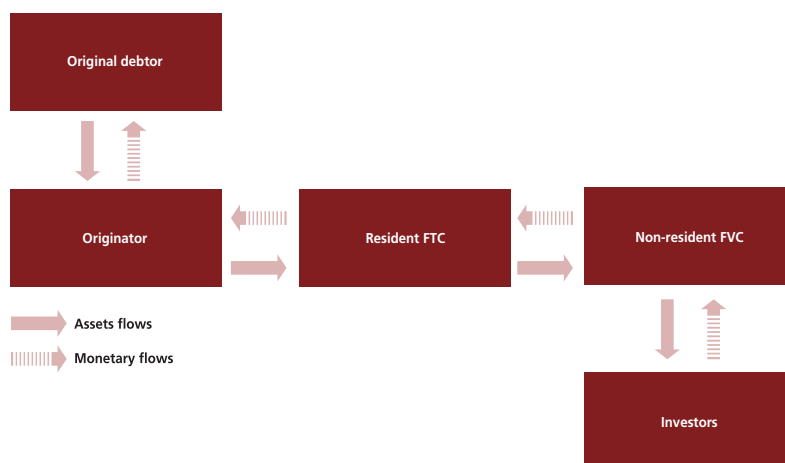 Original debtor
Originator
Resident FTC
Non-resident FVC
Assets flows
Monetary flows
Investors